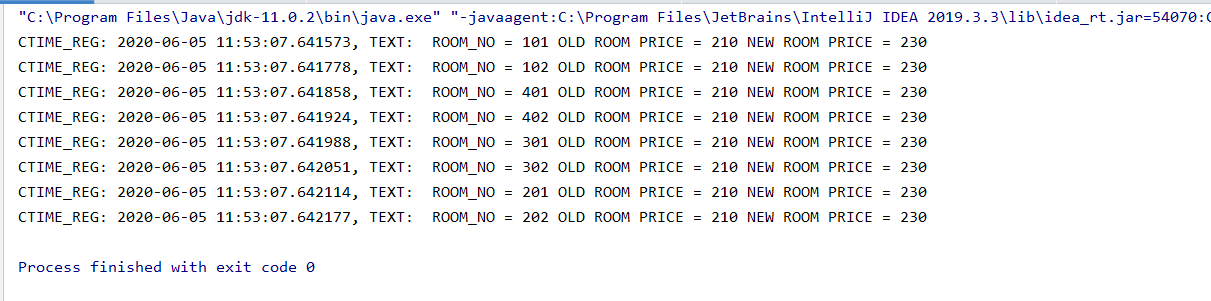 "C:\Program Files\Java\jdk-11.0.2\bin\java.exe" "-javaagent:C:\Program Files\JetBrains\IntelliJ IDEA 2019.3.3\lib\idea_rt.jar=54070:C
CTIME_REG: 2020-06-05 11:53:07.641573, TEXT:  ROOM_NO = 101 OLD ROOM PRICE = 210 NEW ROOM PRICE = 230
CTIME_REG: 2020-06-05 11:53:07.641778, TEXT:  ROOM_NO = 102 OLD ROOM PRICE = 210 NEW ROOM PRICE = 230
CTIME_REG: 2020-06-05 11:53:07.641858, TEXT:  ROOM_NO = 401 OLD ROOM PRICE = 210 NEW ROOM PRICE = 230
CTIME_REG: 2020-06-05 11:53:07.641924, TEXT:  ROOM_NO = 402 OLD ROOM PRICE = 210 NEW ROOM PRICE = 230
CTIME_REG: 2020-06-05 11:53:07.641988, TEXT:  ROOM_NO = 301 OLD ROOM PRICE = 210 NEW ROOM PRICE = 230
CTIME_REG: 2020-06-05 11:53:07.642051, TEXT:  ROOM_NO = 302 OLD ROOM PRICE = 210 NEW ROOM PRICE = 230
CTIME_REG: 2020-06-05 11:53:07.642114, TEXT:  ROOM_NO = 201 OLD ROOM PRICE = 210 NEW ROOM PRICE = 230
CTIME_REG: 2020-06-05 11:53:07.642177, TEXT:  ROOM_NO = 202 OLD ROOM PRICE = 210 NEW ROOM PRICE = 230
Process finished with exit code 0